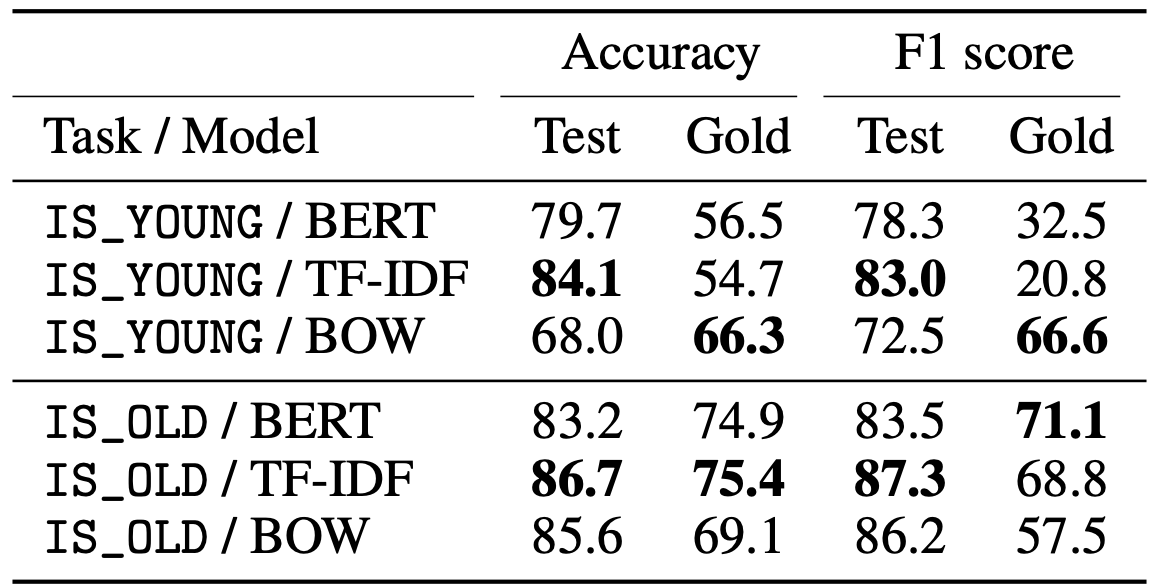 Accuracy F1 score
Task / Model Test Gold Test Gold
IS_YOUNG / BERT 79.7 56.5 78.3 32.5
IS_YOUNG / TF-IDF 84.1 54.7 83.0 20.8
IS_YOUNG / BOW 68.0 66.3 72.5 66.6
IS_OLD / BERT 83.2 74.9 83.5 71.1
IS_OLD / TF-IDF 86.7 75.4 87.3 68.8
IS_OLD / BOW 85.6 69.1 86.2 57.5